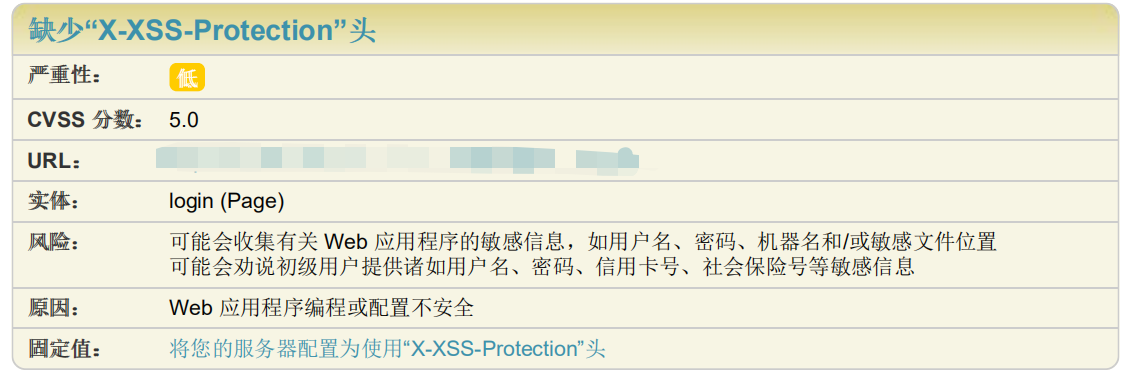 缺少“X-XSS-Protection”头
严重性： 低
CVSS 分数： 5.0
URL：
实体： login (Page)
风险： 可能会收集有关 Web 应用程序的敏感信息，如用户名、密码、机器名和/或敏感文件位置
可能会劝说初级用户提供诸如用户名、密码、信用卡号、社会保险号等敏感信息
原因： Web 应用程序编程或配置不安全
固定值： 将您的服务器配置为使用“X-XSS-Protection”头